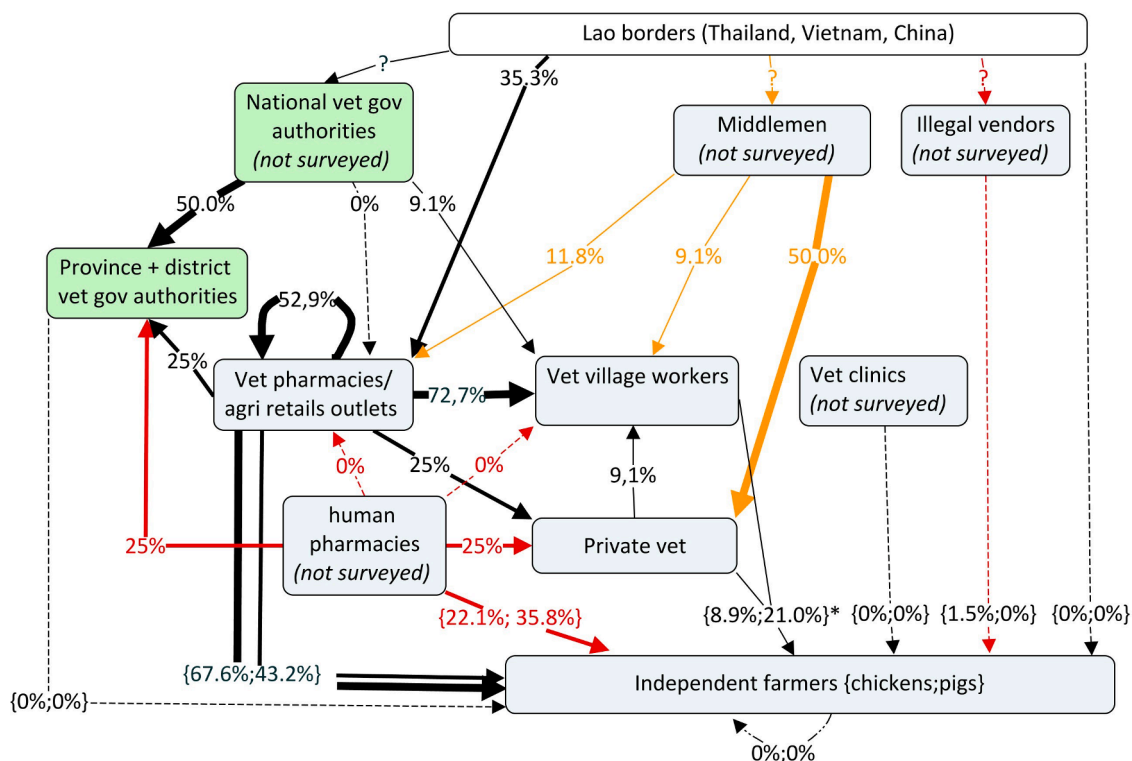 Lao borders (Thailand, Vietnam, China)
?
35.3%
?
?
National vet gov
authorities
(not surveyed)
Middlemen
(not surveyed)
Illegal vendors
(not surveyed)
50.0%
0%
9.1%
Province + district
vet gov authorities
11.8%
9.1%
50.0%
52,9%
25%
Vet pharmacies/
agri retails outlets
72,7%
Vet village workers
Vet clinics
(not surveyed)
0%
25%
0%
9,1%
human
pharmacies
(not surveyed)
25%
25%
Private vet
{22.1%; 35.8%}
{8.9%;21.0%}*
{0%;0%}
{1.5%;0%}
{0%;0%}
{67.6%;43.2%}
Independent farmers {chickens;pigs}
{0%;0%}
0%;0%